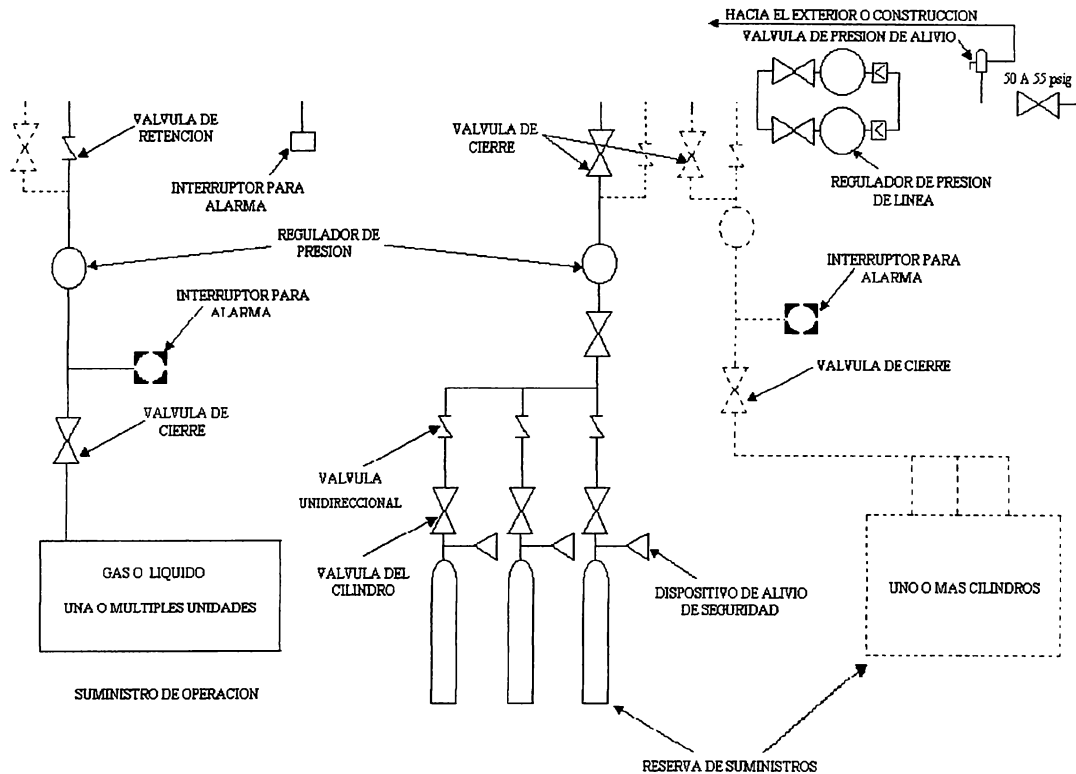 HACIA EL EXTERIOR O CONSTRUCCION
VALVULA DE PRESION DE ALIVIO
50 A 55 psig
VALVULA DE
RETENCION
VALVULA DE
CIERRE
INTERRUPTOR PARA
ALARMA
REGULADOR DE PRESION
DE LINEA
REGULADOR DE
PRESION
INTERRUPTOR PARA
ALARMA
INTERRUPTOR PARA
ALARMA
VALVULA DE CIERRE
VALVULA DE
CIERRE
VALVULA
UNIDIRECCIONAL
GAS O LIQUIDO
UNA O MULTIPLES UNIDADES
VALVULA DEL
CILINDRO
DISPOSITIVO DE ALIVIO
DE SEGURIDAD
UNO O MAS CILINDROS
SUMINISTRO DE OPERACION
RESERVA DE SUMINISTROS